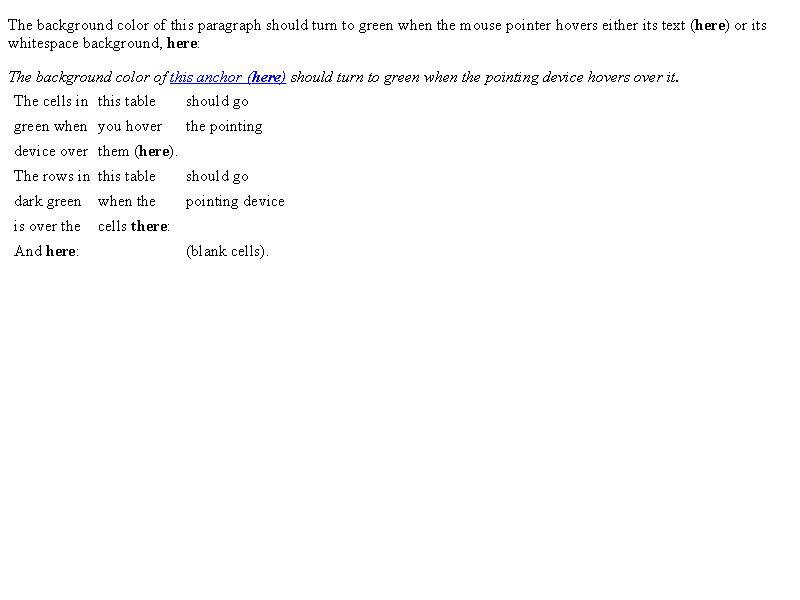 The background color of this paragraph should turn to green when the mouse pointer hovers either its text (here) or its
whitespace background, here:
The background color of this anchor (here) should turn to green when the pointing device hovers over it.
The cells in this table should go
green when you hover the pointing
device over them (here).
The rows in this table should go
dark green when the pointing device
is over the cells there:
And here: (blank cells).